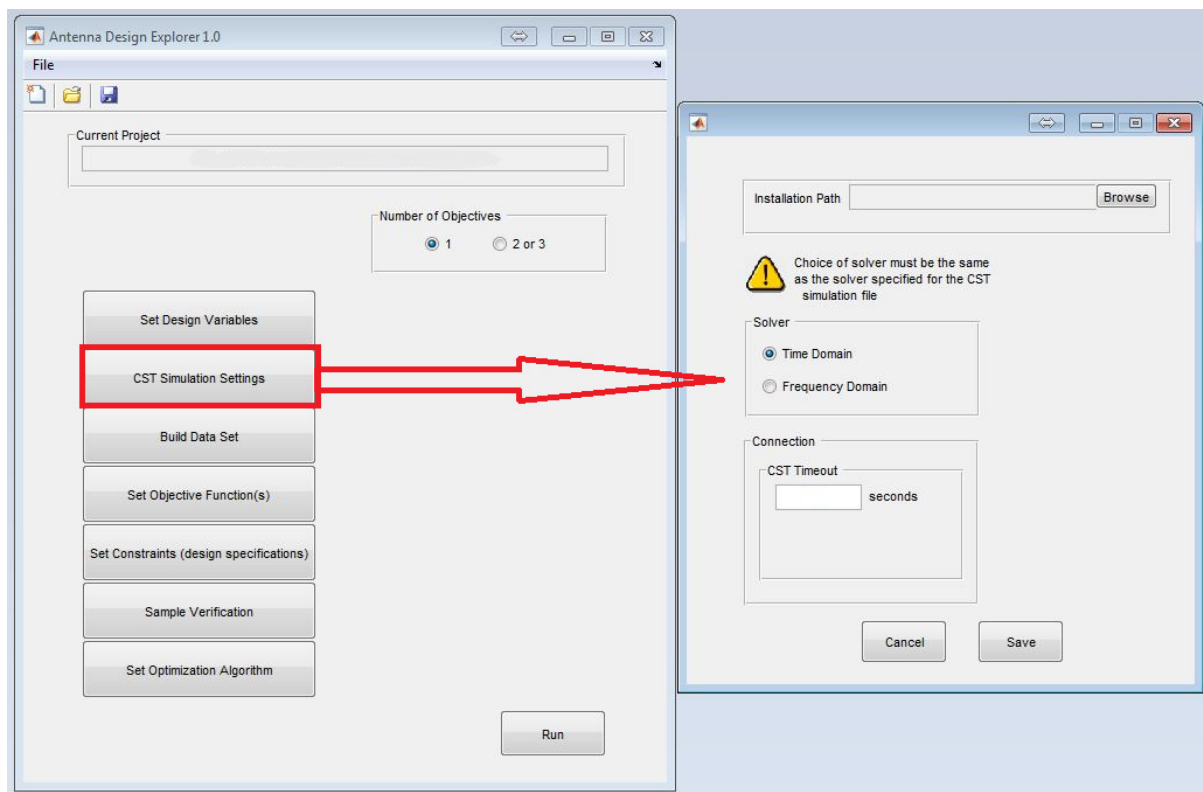 Antenna Design Explorer 1.0
File
Current Project
Number of Objectives
1
2 or 3
Set Design Variables
CST Simulation Settings
Build Data Set
Set Objective Function(s)
Set Constraints (design specifications)
Sample Verification
Set Optimization Algorithm
Run
Installation Path
Browse
Choice of solver must be the same
as the solver specified for the CST
simulation file
Solver
Time Domain
Frequency Domain
Connection
CST Timeout
seconds
Cancel
Save